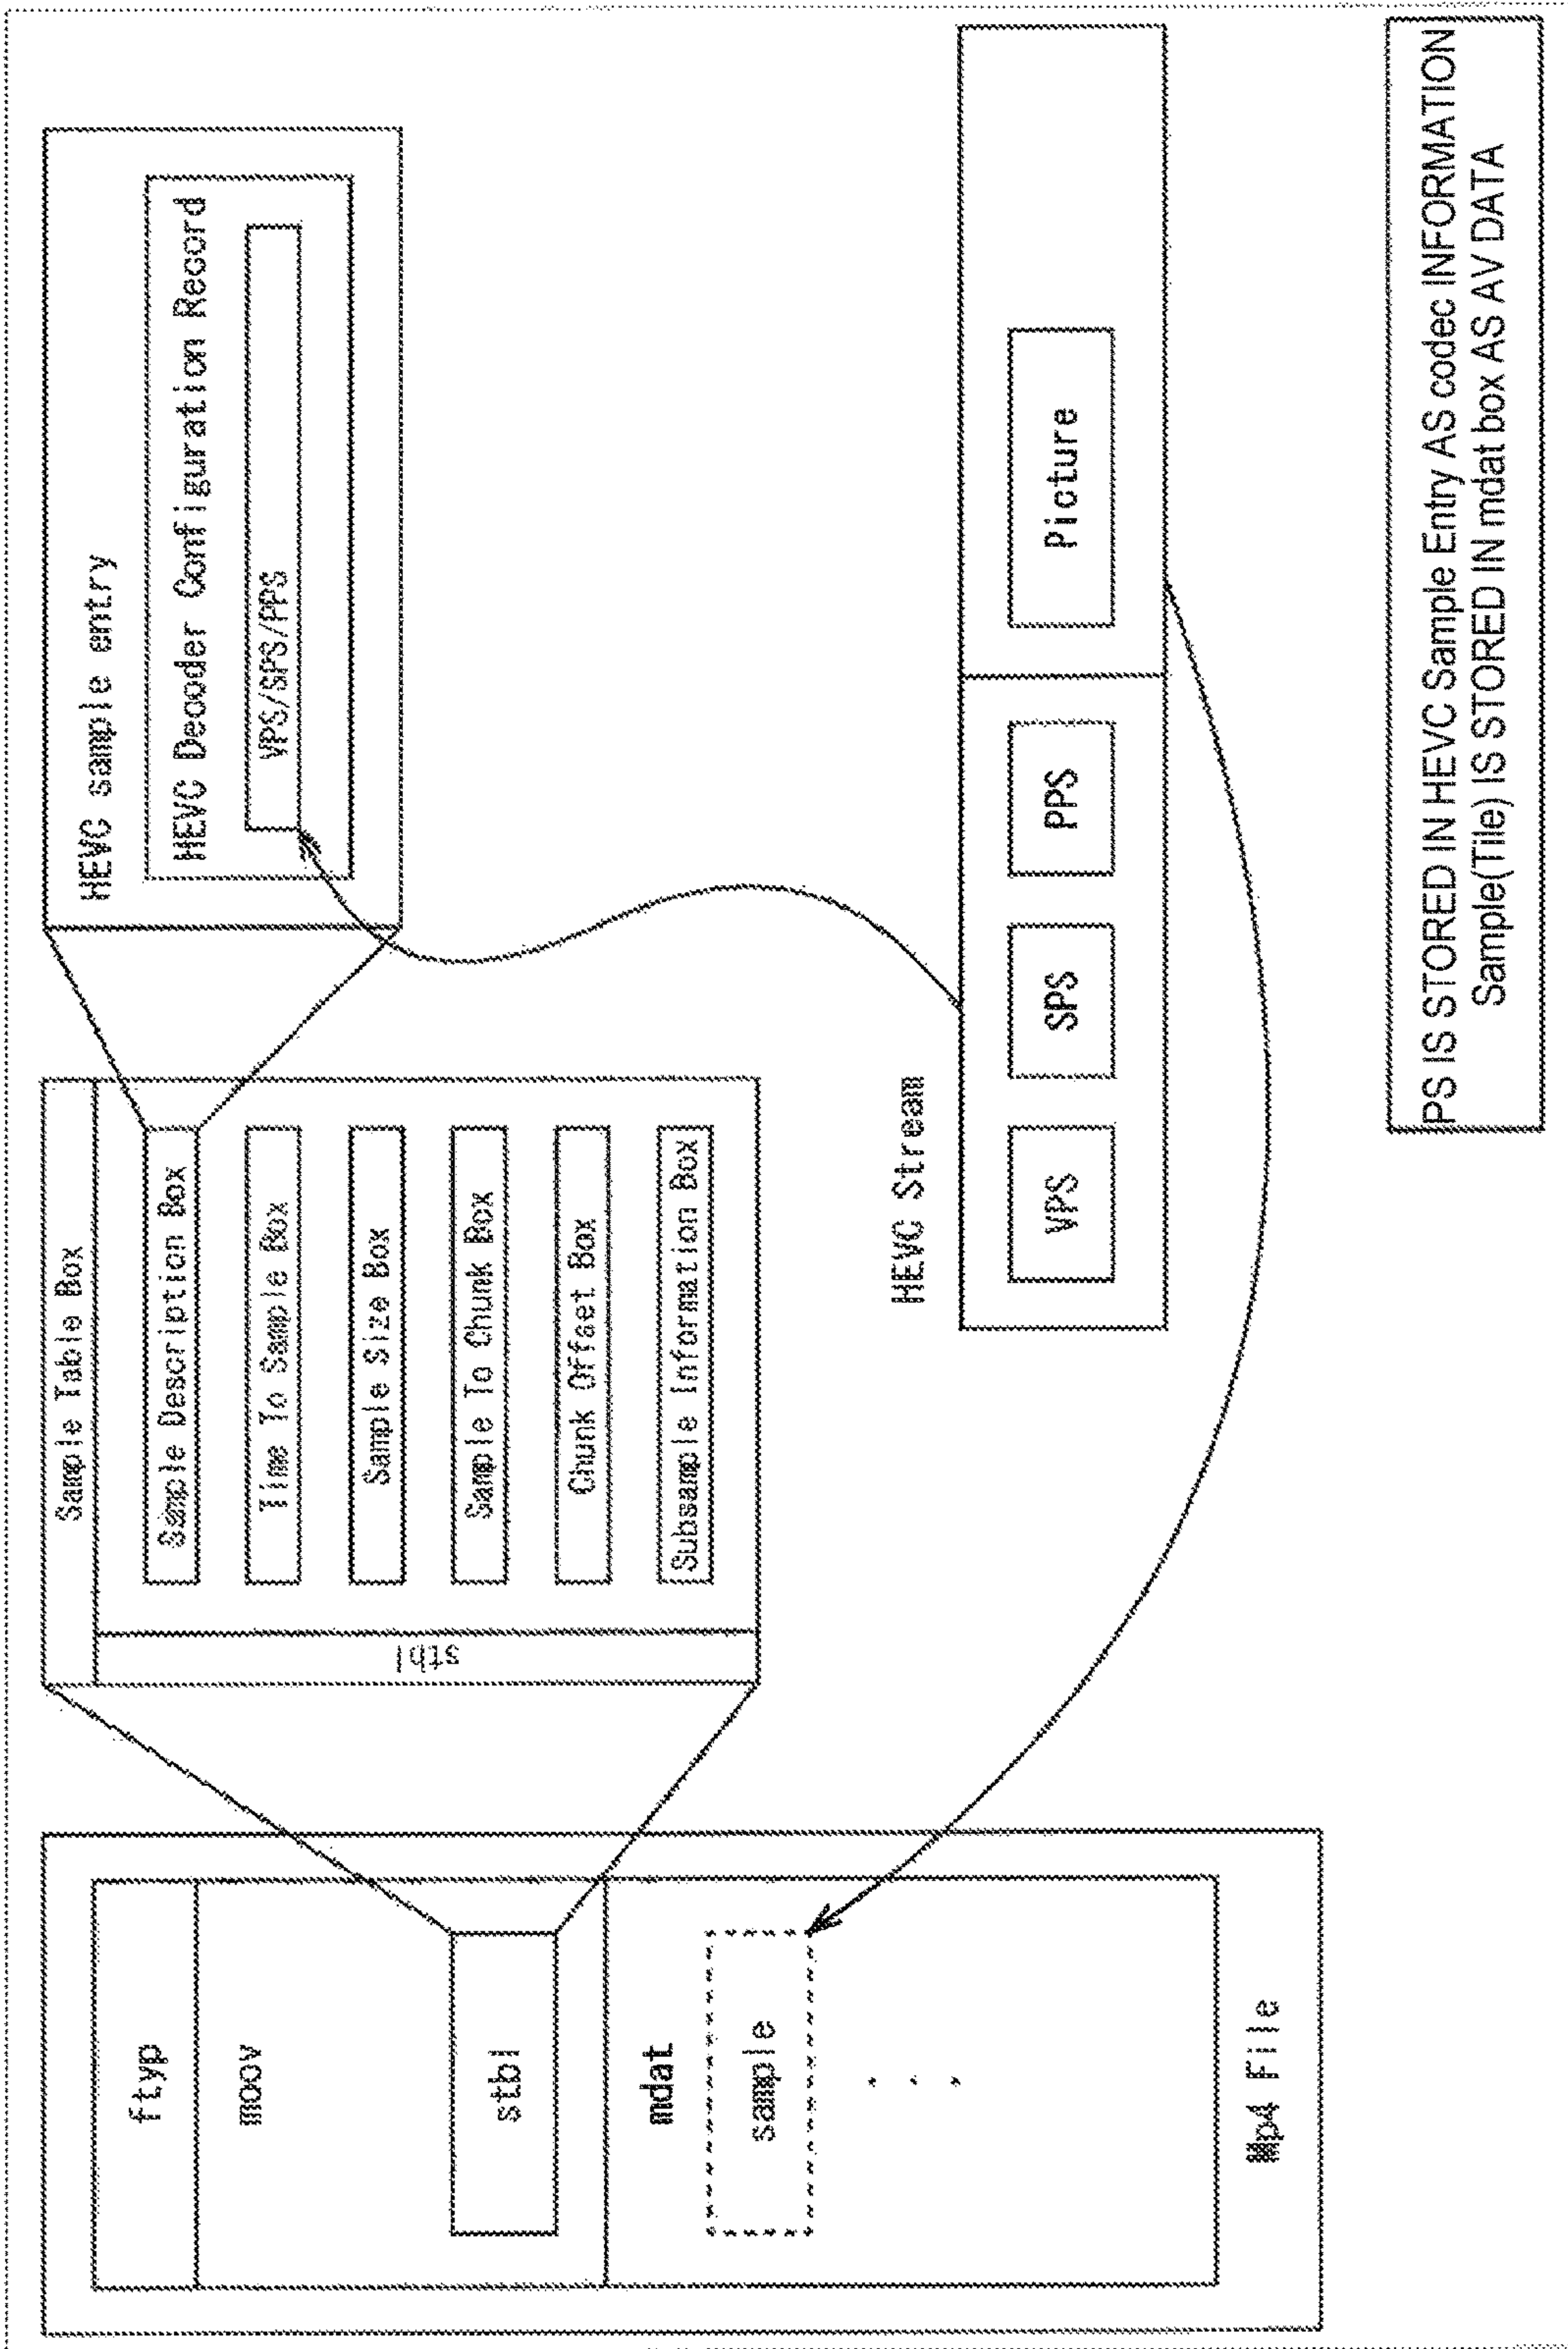 ftyp
moov
stbl
mdat
sample
Mp4 File
Sample Table Box
stbl
Sample Description Box
Time To Sample Box
Sample Size Box
Sample To Chunk Box
Chunk Offset Box
Subsample Information Box
HEVC sample entry
HEVC Decoder Configuration Record
VPS/SPS/PPS
HEVC Stream
VPS
SPS
PPS
Picture
PS IS STORED IN HEVC Sample Entry AS codec INFORMATION
Sample(Tile) IS STORED IN mdat box AS AV DATA